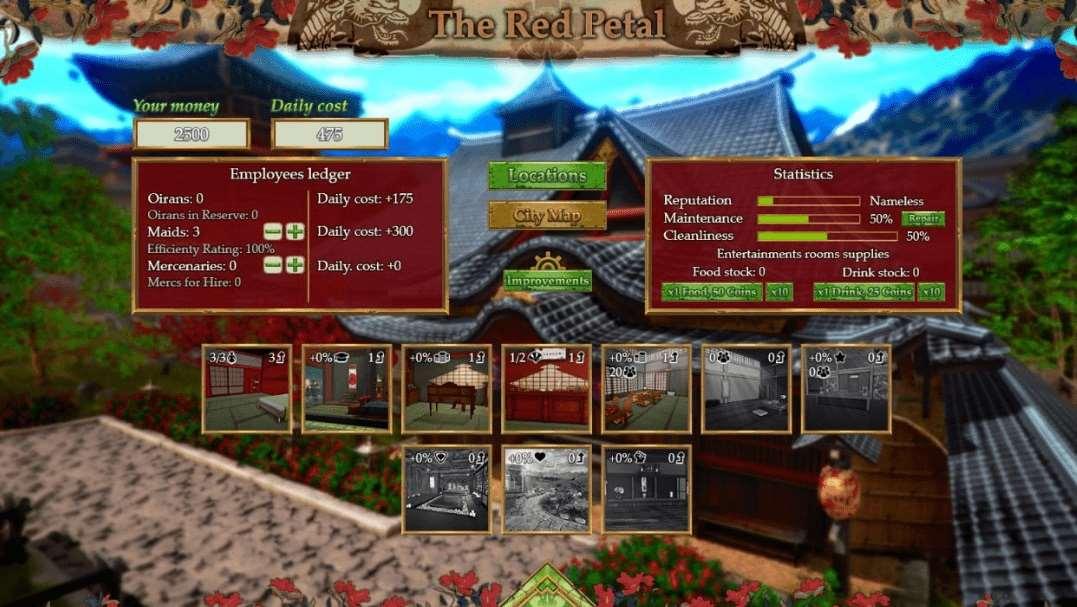 The Red Petal
Your money
Daily cost
2500
475
Employees ledger
Oirans: 0
Daily cost: +175
Oirans in Reserve: 0
Maids: 3
Daily cost: +300
Efficienty Rating: 100%
Mercenaries: 0
Daily. cost: +0
Mercs for Hire: 0
Locations
City Map
Improvements
Statistics
Reputation
Nameless
Maintenance
50%
Repair
Cleanliness
50%
Entertainments rooms supplies
Food stock: 0
Drink stock: 0
x1 Food, 50 Coins
x10
x1 Drink, 25 Coins
x10
3/3
3
+0%
1
+0%
1
1/2
1
+0%
1
20
0
0
+0%
0
0
+0%
0
+0%
0
+0%
0